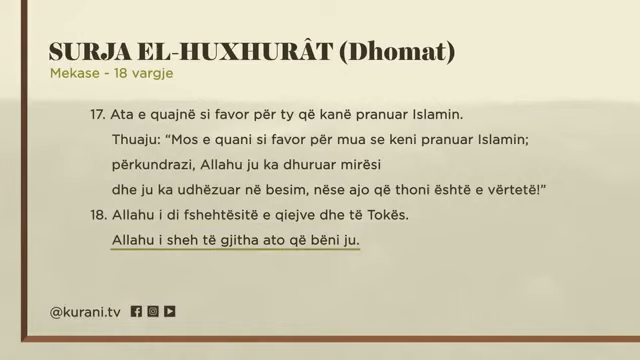 SURJA EL-HUXHURÂT (Dhomat)
Mekase - 18 vargje
17. Ata e quajnë si favor për ty që kanë pranuar Islamin.
Thuaju: “Mos e quani si favor për mua se keni pranuar Islamin;
përkundrazi, Allahu ju ka dhuruar mirësi
dhe ju ka udhëzuar në besim, nëse ajo që thoni është e vërtetë!”
18. Allahu i di fshehtësitë e qiejve dhe të Tokës.
Allahu i sheh të gjitha ato që bëni ju.
@kurani.tv